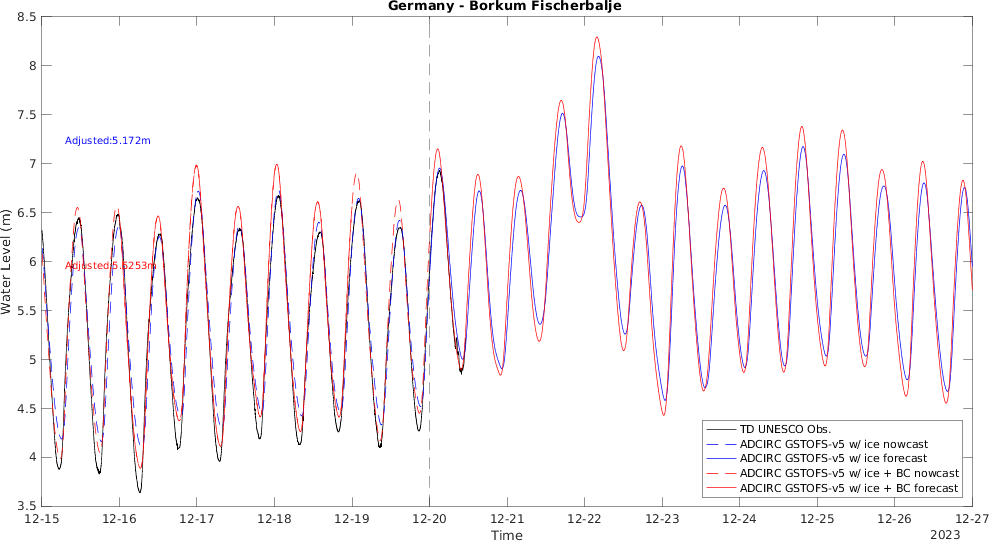 Germany - Borkum Fischerbalje
8.5
8
7.5
7
6.5
6
5.5
5
4.5
4
3.5
Water Level (m)
Adjusted:5.172m
Adjusted:5.6253m
TD UNESCO Obs.
ADCIRC GSTOFS-v5 w/ ice nowcast
ADCIRC GSTOFS-v5 w/ ice forecast
ADCIRC GSTOFS-v5 w/ ice + BC nowcast
ADCIRC GSTOFS-v5 w/ ice + BC forecast
12-15 12-16 12-17 12-18 12-19 12-20 12-21 12-22 12-23 12-24 12-25 12-26 12-27
Time
2023